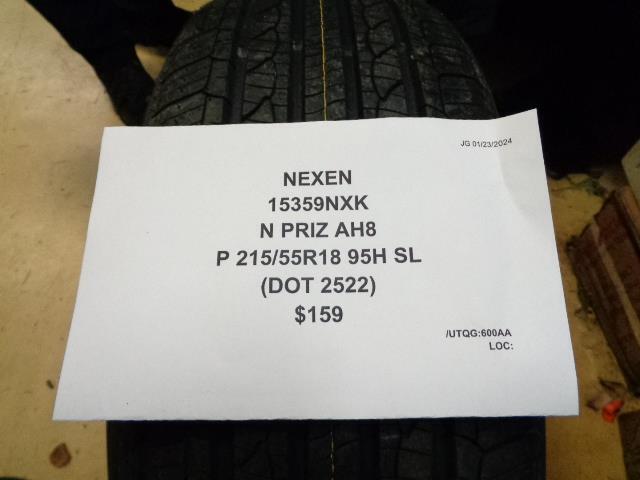 JG 01/23/2024
NEXEN
15359NXK
N PRIZ AH8
P 215/55R18 95H SL
(DOT 2522)
$159
/UTQG:600AA
LOC: